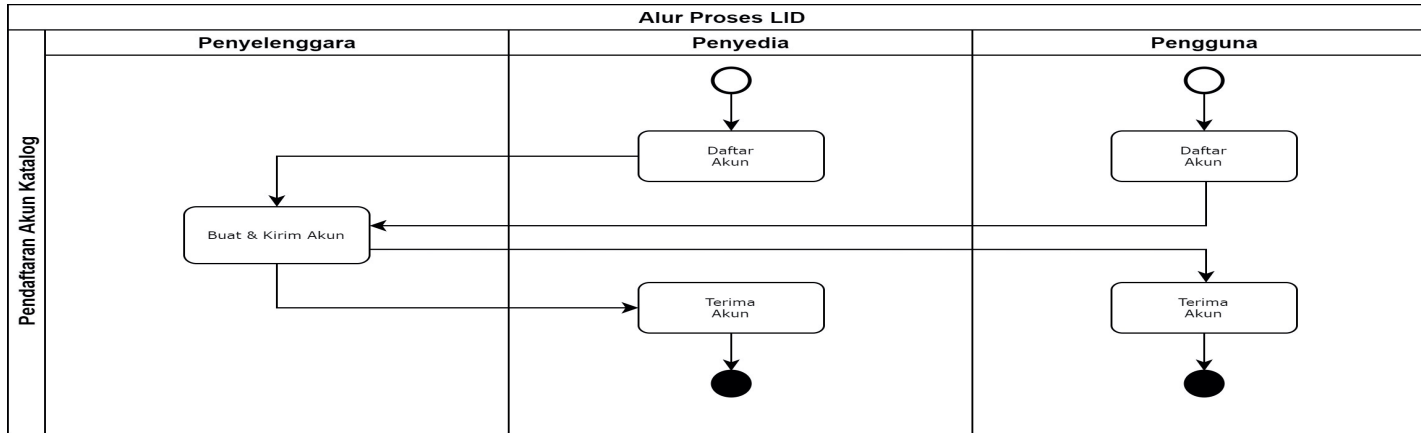 Alur Proses LID
Penyelenggara
Penyedia
Pengguna
Pendaftaran Akun Katalog
Daftar
Akun
Daftar
Akun
Buat & Kirim Akun
Terima
Akun
Terima
Akun